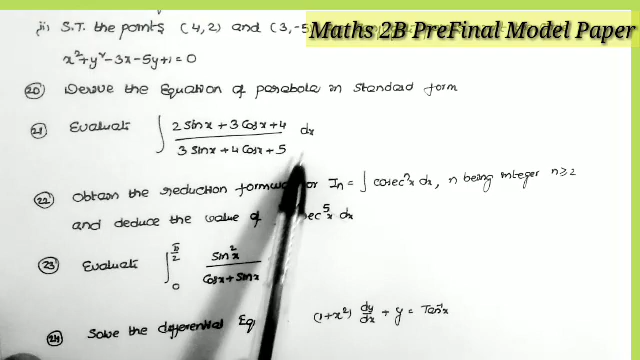 ii) S.T. the points (4,2) and (3,-5
Maths 2B PreFinal Model Paper
x²+y²-3x-5y+1=0
20) Derive the Equation of parabola in standard form
21) Evaluate ∫ (2 sinx + 3 cosx + 4)/(3 sinx + 4 cosx + 5) dx
22) Obtain the reduction formula for Iₙ = ∫ cosecⁿx dx, n being integer n≥2
and deduce the value of sec⁵x dx
23) Evaluate ∫₀^(π/2) sin²x/(cosx + sinx)
24) Solve the differential Eq (1+x²) dy/dx + y = Tan⁻¹x